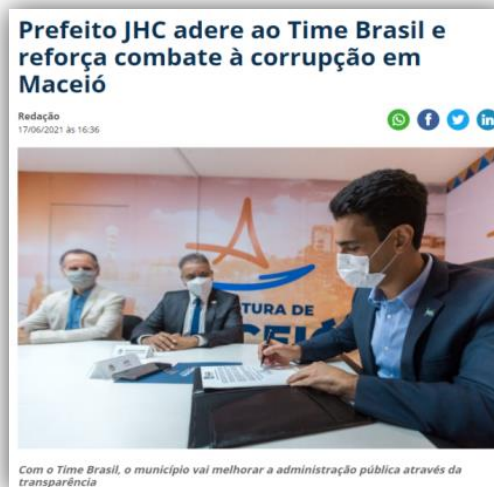 Prefeito JHC adere ao Time Brasil e
reforça combate à corrupção em
Maceió
Redação
17/06/2021 às 16:36
TURA DE
Com o Time Brasil, o município vai melhorar a administração pública através da
transparência